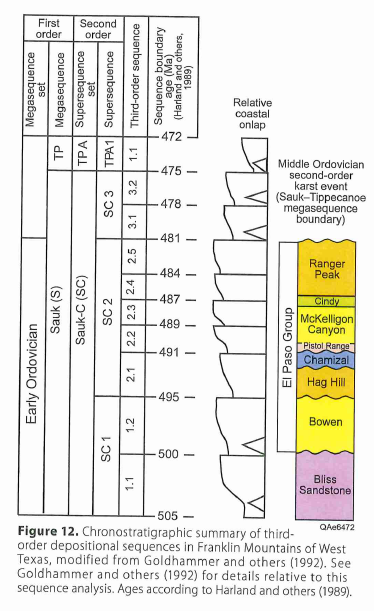 First order
Second order
Megasequence set
Megasequence
Supersequence set
Supersequence
Third-order sequence
Sequence boundary age (Ma) (Harland and others, 1989)
Relative coastal onlap
472
TP
TP A
TPA1
1.1
475
Middle Ordovician
second-order
karst event
(Sauk–Tippecanoe
megasequence
boundary)
SC 3
3.2
478
3.1
481
Early Ordovician
Sauk (S)
Sauk-C (SC)
SC 2
2.5
484
2.4
487
2.3
489
2.2
491
2.1
495
SC 1
1.2
500
1.1
505
El Paso Group
Ranger
Peak
Cindy
McKelligon
Canyon
Pistol Range
Chamizal
Hag Hill
Bowen
Bliss
Sandstone
QAe6472
Figure 12. Chronostratigraphic summary of third-
order depositional sequences in Franklin Mountains of West
Texas, modified from Goldhammer and others (1992). See
Goldhammer and others (1992) for details relative to this
sequence analysis. Ages according to Harland and others (1989).